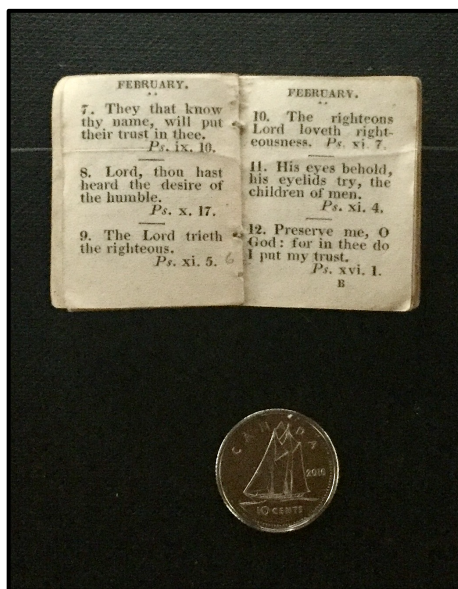 FEBRUARY.
7. They that know
thy name, will put
their trust in thee.
Ps. ix. 10.
8. Lord, thou hast
heard the desire of
the humble.
Ps. x. 17.
9. The Lord trieth
the righteous.
Ps. xi. 5. 6
FEBRUARY.
10. The righteous
Lord loveth right-
eousness. Ps. xi. 7.
11. His eyes behold,
his eyelids try, the
children of men.
Ps. xi. 4.
12. Preserve me, O
God: for in thee do
I put my trust.
Ps. xvi. 1.
B
CANADA
2016
10 CENTS